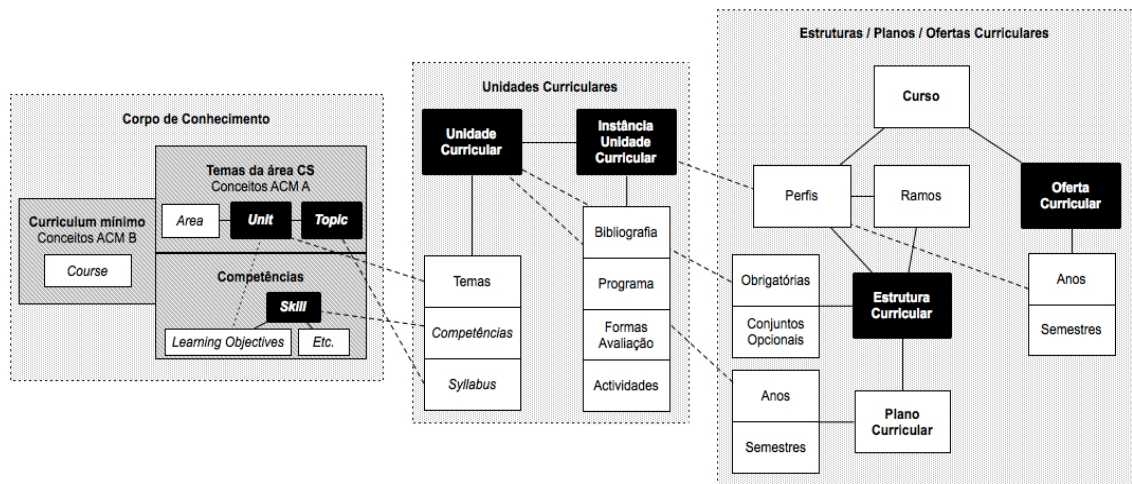 Corpo de Conhecimento
Temas da área CS
Conceitos ACM A
Area
Unit
Topic
Curriculum mínimo
Conceitos ACM B
Course
Competências
Skill
Learning Objectives
Etc.
Unidades Curriculares
Unidade
Curricular
Instância
Unidade
Curricular
Temas
Competências
Syllabus
Bibliografia
Programa
Formas
Avaliação
Actividades
Estruturas / Planos / Ofertas Curriculares
Curso
Perfis
Ramos
Oferta
Curricular
Obrigatórias
Conjuntos
Opcionais
Estrutura
Curricular
Anos
Semestres
Anos
Semestres
Plano
Curricular